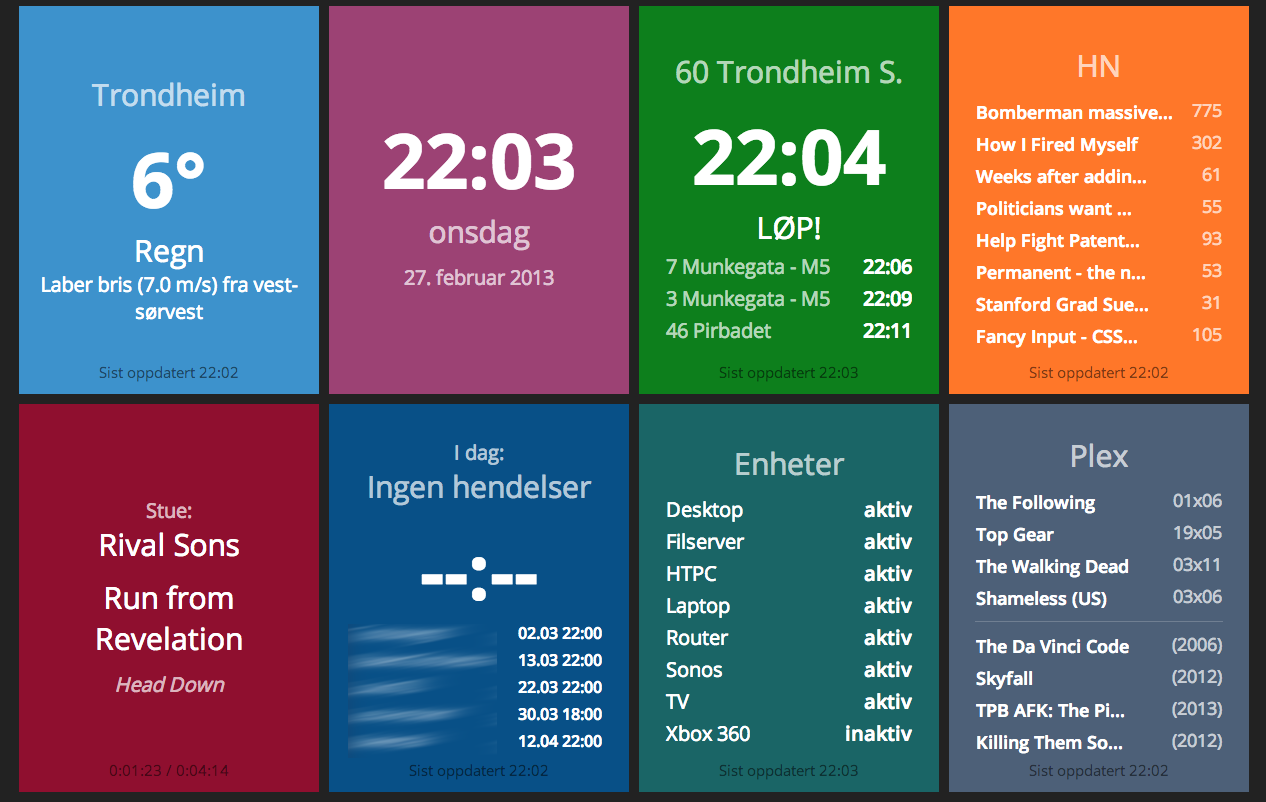 Trondheim
6°
Regn
Laber bris (7.0 m/s) fra vest-
sørvest
Sist oppdatert 22:02
22:03
onsdag
27. februar 2013
60 Trondheim S.
22:04
LØP!
7 Munkegata - M5 22:06
3 Munkegata - M5 22:09
46 Pirbadet 22:11
Sist oppdatert 22:03
HN
Bomberman massive... 775
How I Fired Myself 302
Weeks after addin... 61
Politicians want ... 55
Help Fight Patent... 93
Permanent - the n... 53
Stanford Grad Sue... 31
Fancy Input - CSS... 105
Sist oppdatert 22:02
Stue:
Rival Sons
Run from
Revelation
Head Down
0:01:23 / 0:04:14
I dag:
Ingen hendelser
--:--
02.03 22:00
13.03 22:00
22.03 22:00
30.03 18:00
12.04 22:00
Sist oppdatert 22:02
Enheter
Desktop aktiv
Filserver aktiv
HTPC aktiv
Laptop aktiv
Router aktiv
Sonos aktiv
TV aktiv
Xbox 360 inaktiv
Sist oppdatert 22:03
Plex
The Following 01x06
Top Gear 19x05
The Walking Dead 03x11
Shameless (US) 03x06
The Da Vinci Code (2006)
Skyfall (2012)
TPB AFK: The Pi... (2013)
Killing Them So... (2012)
Sist oppdatert 22:02